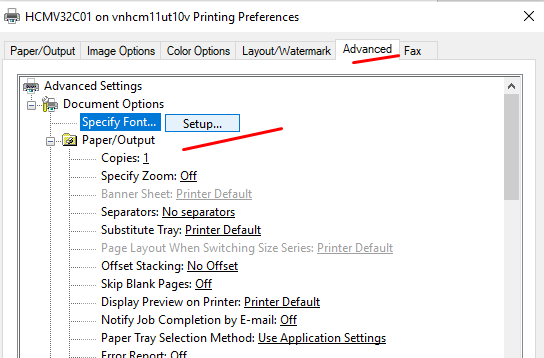 HCMV32C01 on vnhcm11ut10v Printing Preferences
Paper/Output Image Options Color Options Layout/Watermark Advanced Fax
Advanced Settings
Document Options
Specify Font... Setup...
Paper/Output
Copies: 1
Specify Zoom: Off
Banner Sheet: Printer Default
Separators: No separators
Substitute Tray: Printer Default
Page Layout When Switching Size Series: Printer Default
Offset Stacking: No Offset
Skip Blank Pages: Off
Display Preview on Printer: Printer Default
Notify Job Completion by E-mail: Off
Paper Tray Selection Method: Use Application Settings
Error Report: Off